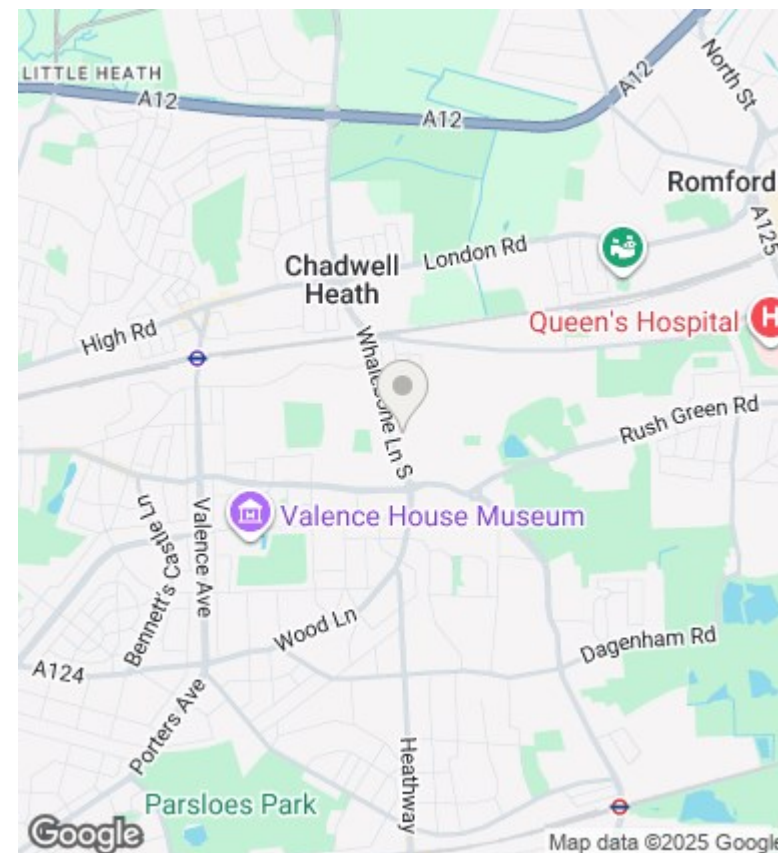 LITTLE HEATH
A12
A12
A12
North St
Romford
A125
London Rd
Chadwell
Heath
High Rd
Queen's Hospital
H
Whalebone Ln S
Rush Green Rd
Valence House Museum
Bennett's Castle Ln
Valence Ave
Wood Ln
Dagenham Rd
A124
Porters Ave
Heathway
Parsloes Park
Google
Map data ©2025 Google